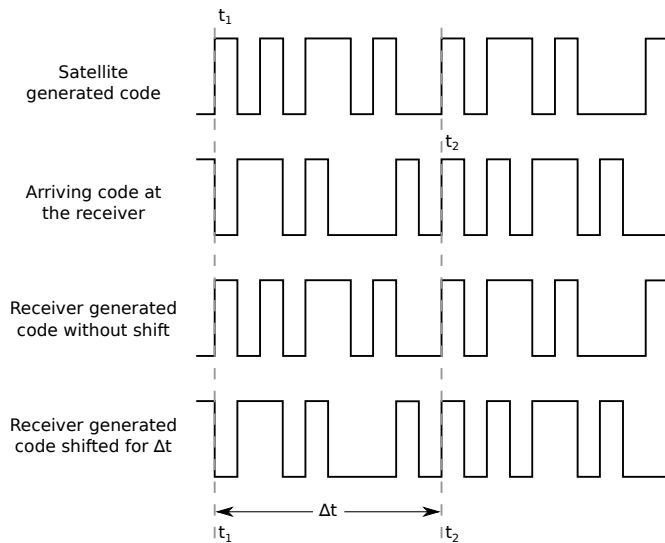 t1
Satellite
generated code
t2
Arriving code at
the receiver
Receiver generated
code without shift
Receiver generated
code shifted for Δt
Δt
t1
t2